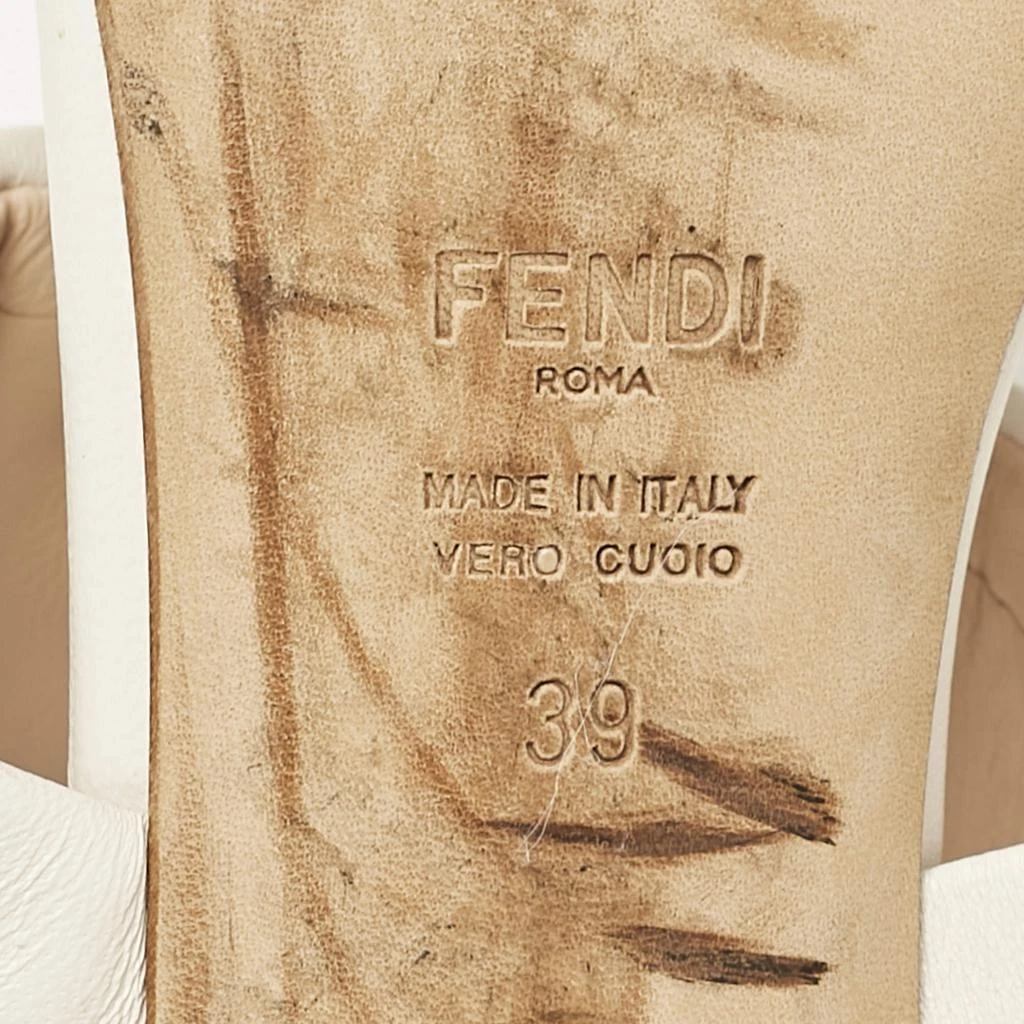 FENDI
ROMA
MADE IN ITALY
VERO CUOIO
39